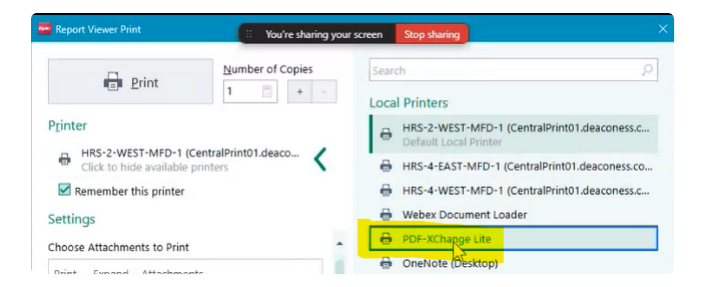 Report Viewer Print
You're sharing your screen
Stop sharing
Print
Number of Copies
1
+
-
Printer
HRS-2-WEST-MFD-1 (CentralPrint01.deaco...
Click to hide available printers
Remember this printer
Settings
Choose Attachments to Print
Print Expand Attachments
Search
Local Printers
HRS-2-WEST-MFD-1 (CentralPrint01.deaconess.c...
Default Local Printer
HRS-4-EAST-MFD-1 (CentralPrint01.deaconess.co...
HRS-4-WEST-MFD-1 (CentralPrint01.deaconess.c...
Webex Document Loader
PDF-XChange Lite
OneNote (Desktop)